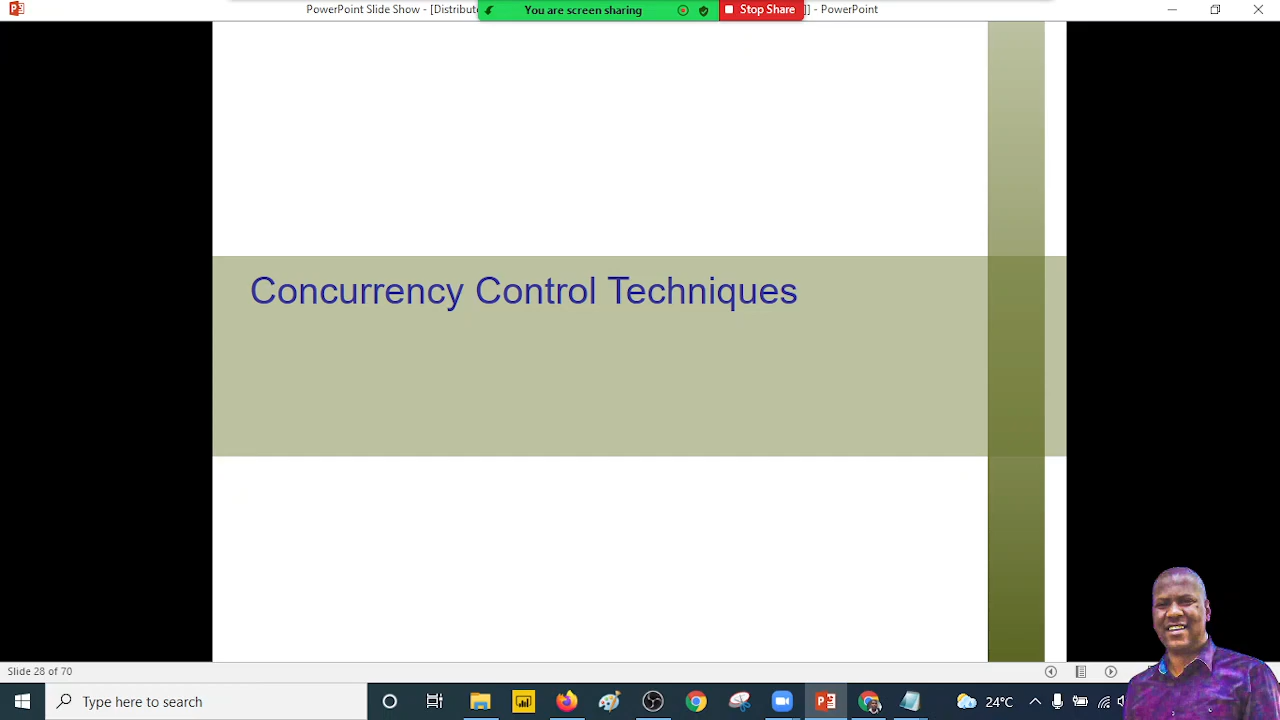 PowerPoint Slide Show - [Distribut
You are screen sharing
Stop Share
]] - PowerPoint
Concurrency Control Techniques
Slide 28 of 70
Type here to search
24°C